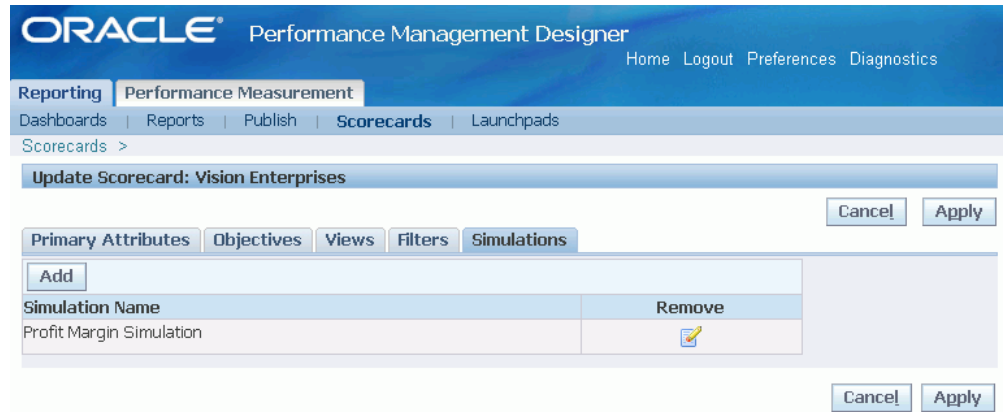 ORACLE® Performance Management Designer
Home Logout Preferences Diagnostics
Reporting Performance Measurement
Dashboards | Reports | Publish | Scorecards | Launchpads
Scorecards >
Update Scorecard: Vision Enterprises
Cancel Apply
Primary Attributes Objectives Views Filters Simulations
Add
Simulation Name Remove
Profit Margin Simulation
Cancel Apply